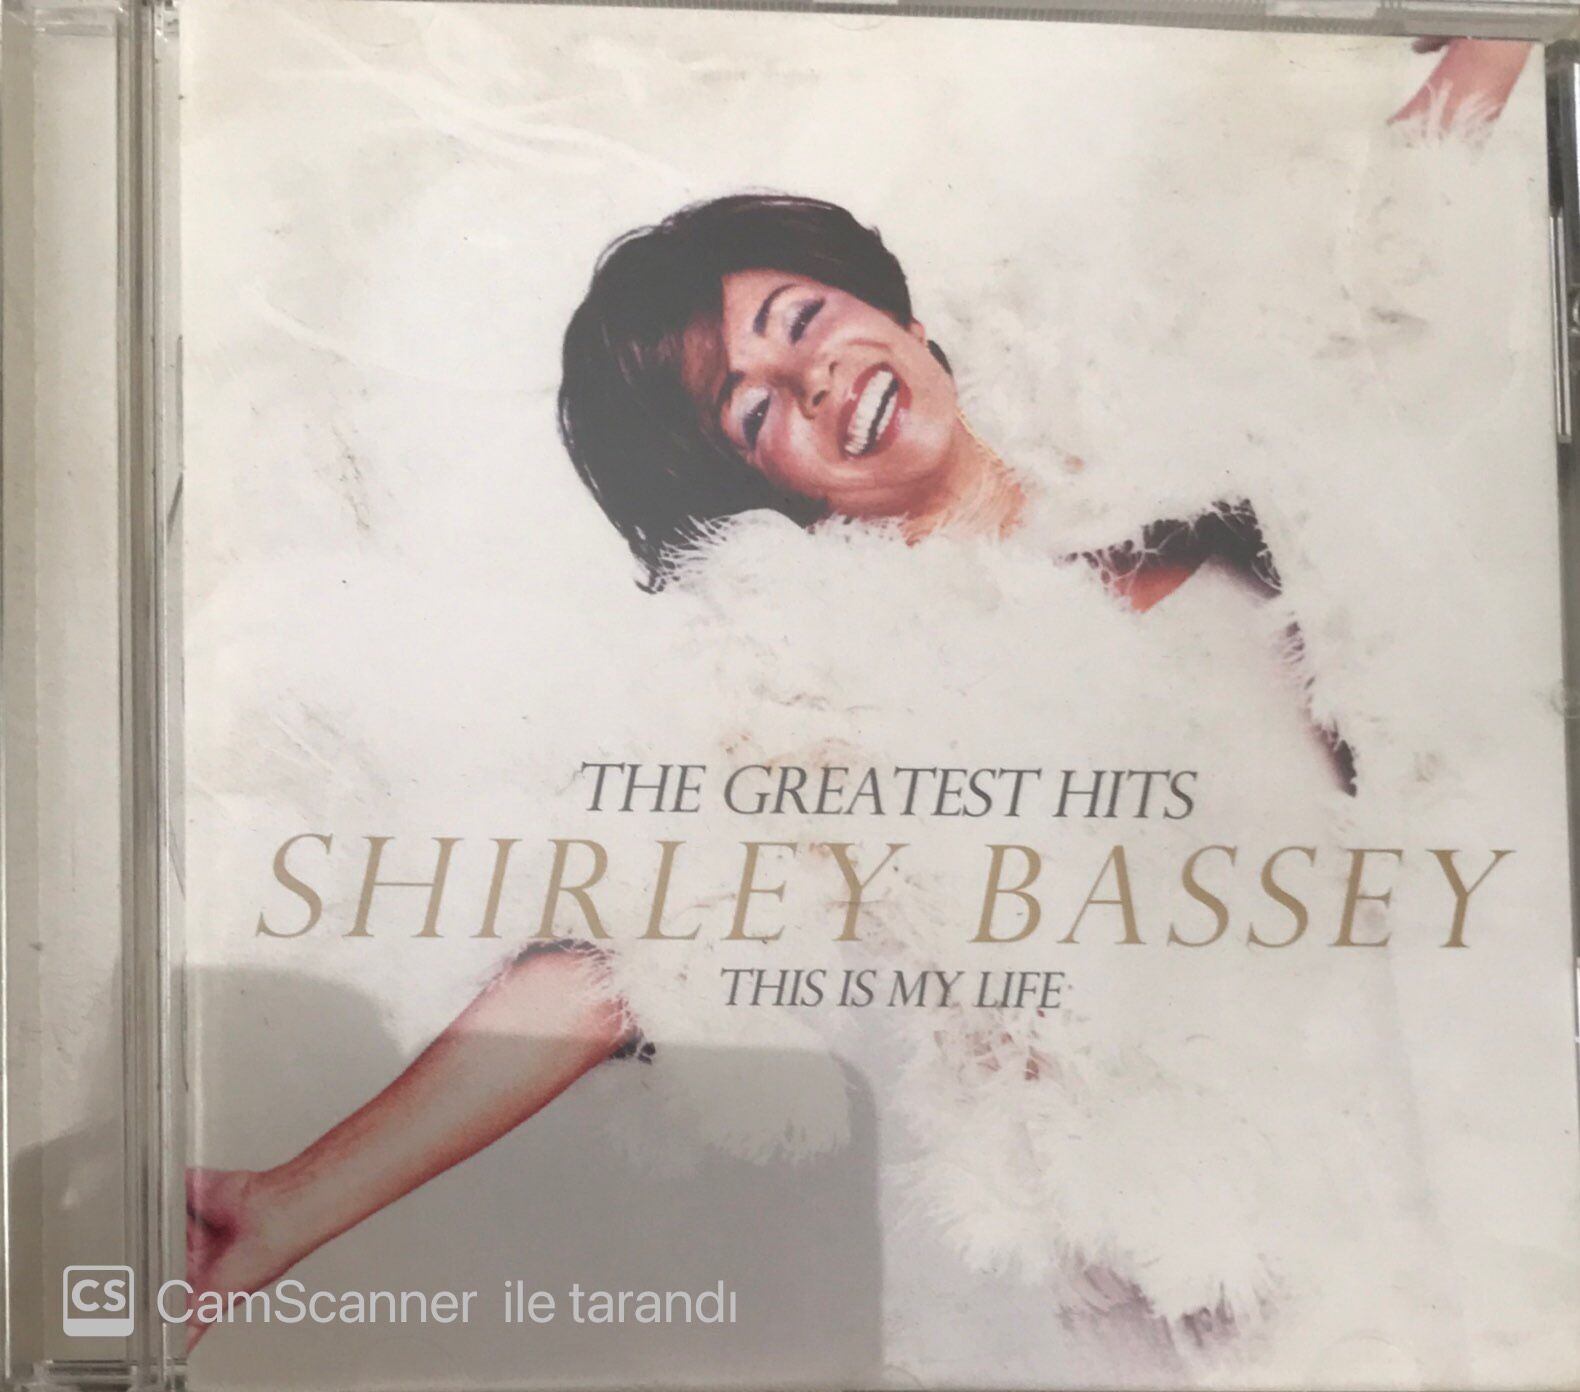 THE GREATEST HITS
SHIRLEY BASSEY
THIS IS MY LIFE
CS CamScanner ile tarandı